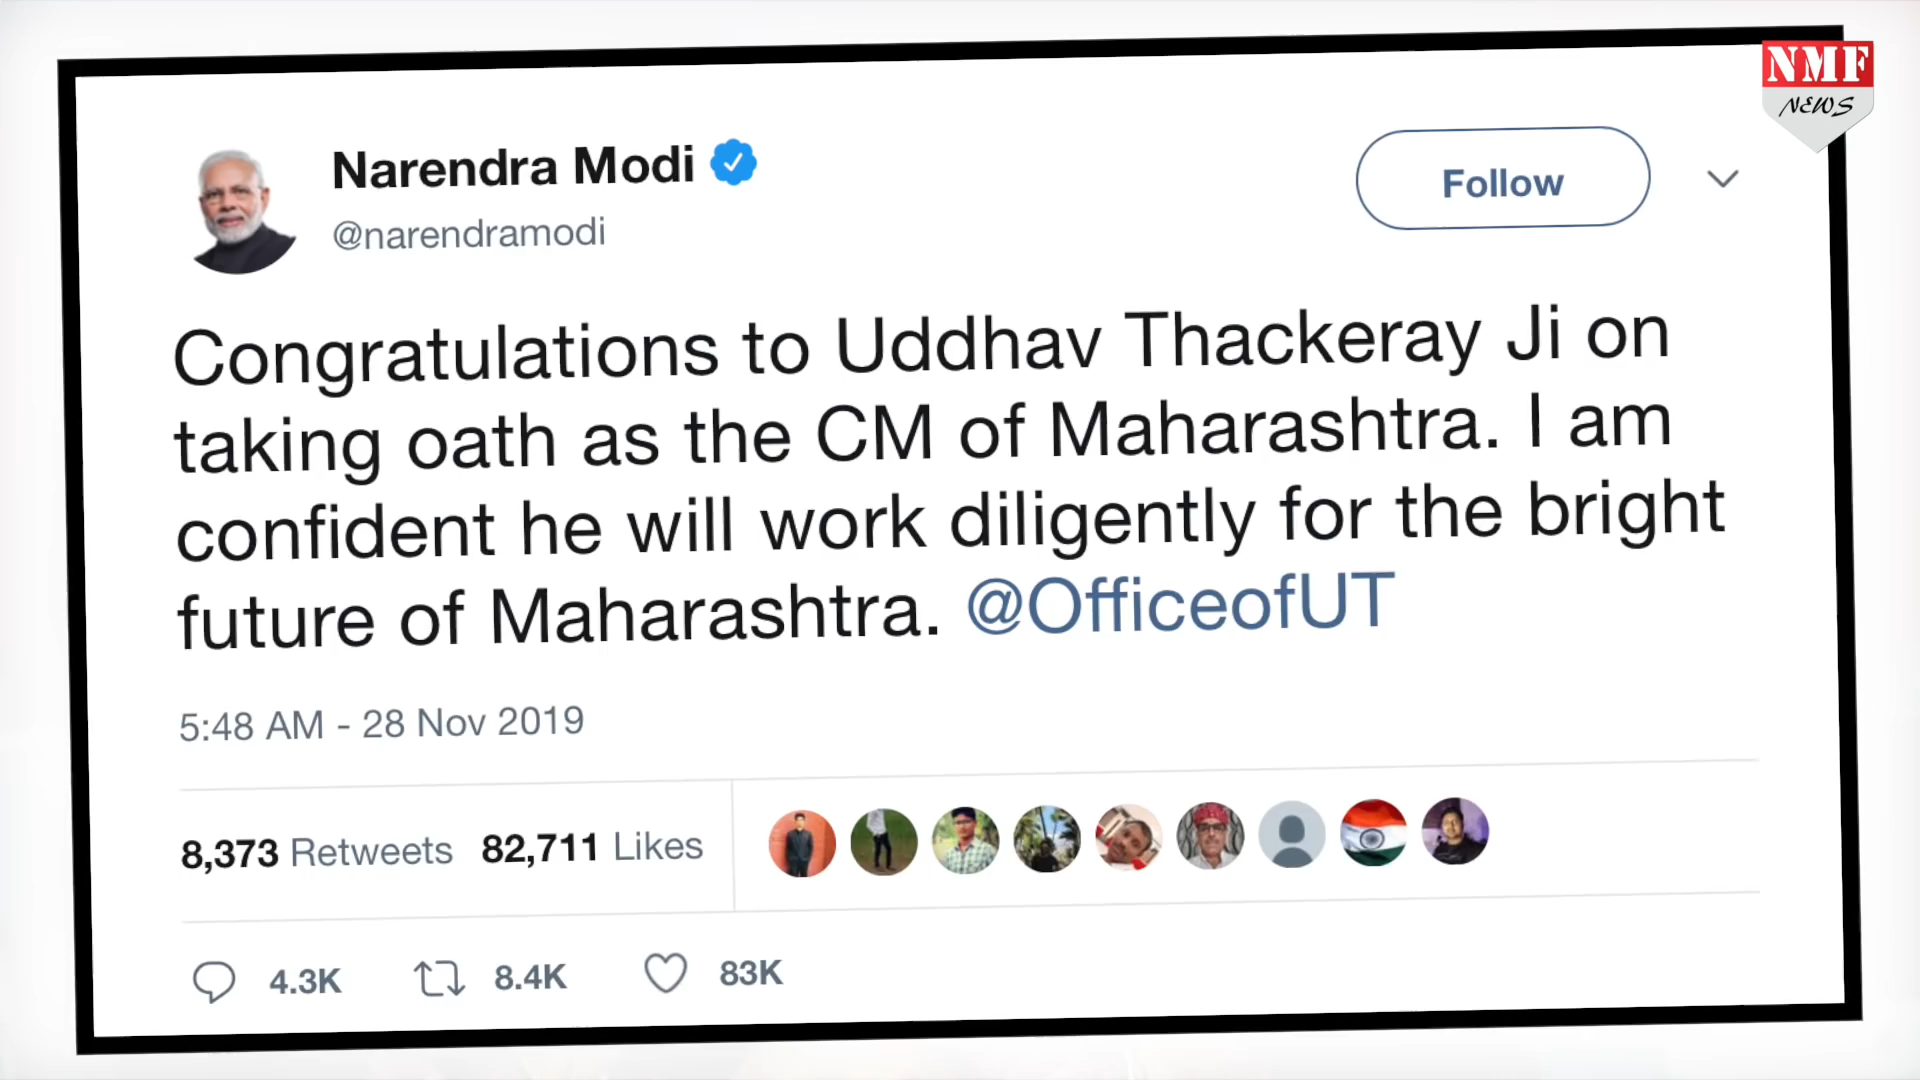 NMF
NEWS
Narendra Modi
@narendramodi
Follow
Congratulations to Uddhav Thackeray Ji on
taking oath as the CM of Maharashtra. I am
confident he will work diligently for the bright
future of Maharashtra. @OfficeofUT
5:48 AM - 28 Nov 2019
8,373 Retweets 82,711 Likes
4.3K 8.4K 83K